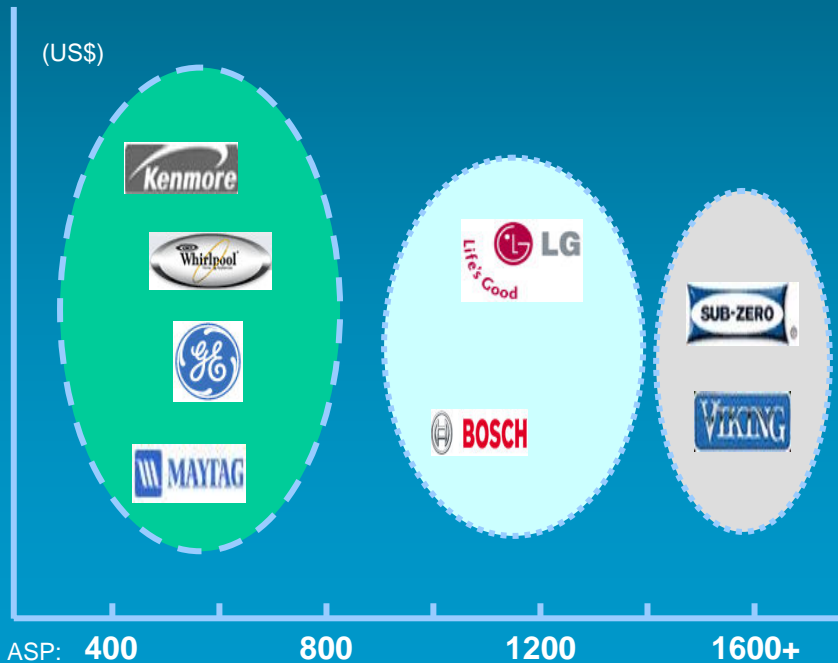 (US$)
Kenmore
Whirlpool
GE
MAYTAG
LG
Life's Good
BOSCH
SUB-ZERO
®
VIKING
ASP: 400 800 1200 1600+